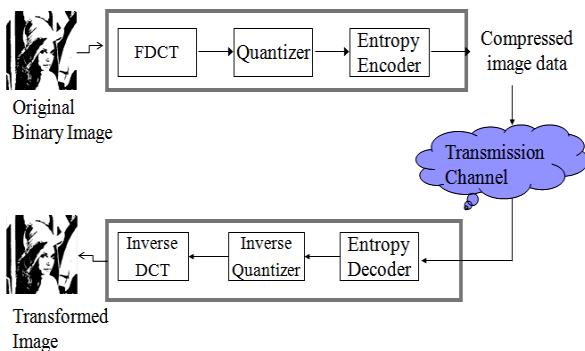 FDCT
Quantizer
Entropy
Encoder
Compressed
image data
Original
Binary Image
Transmission
Channel
Inverse
DCT
Inverse
Quantizer
Entropy
Decoder
Transformed
Image